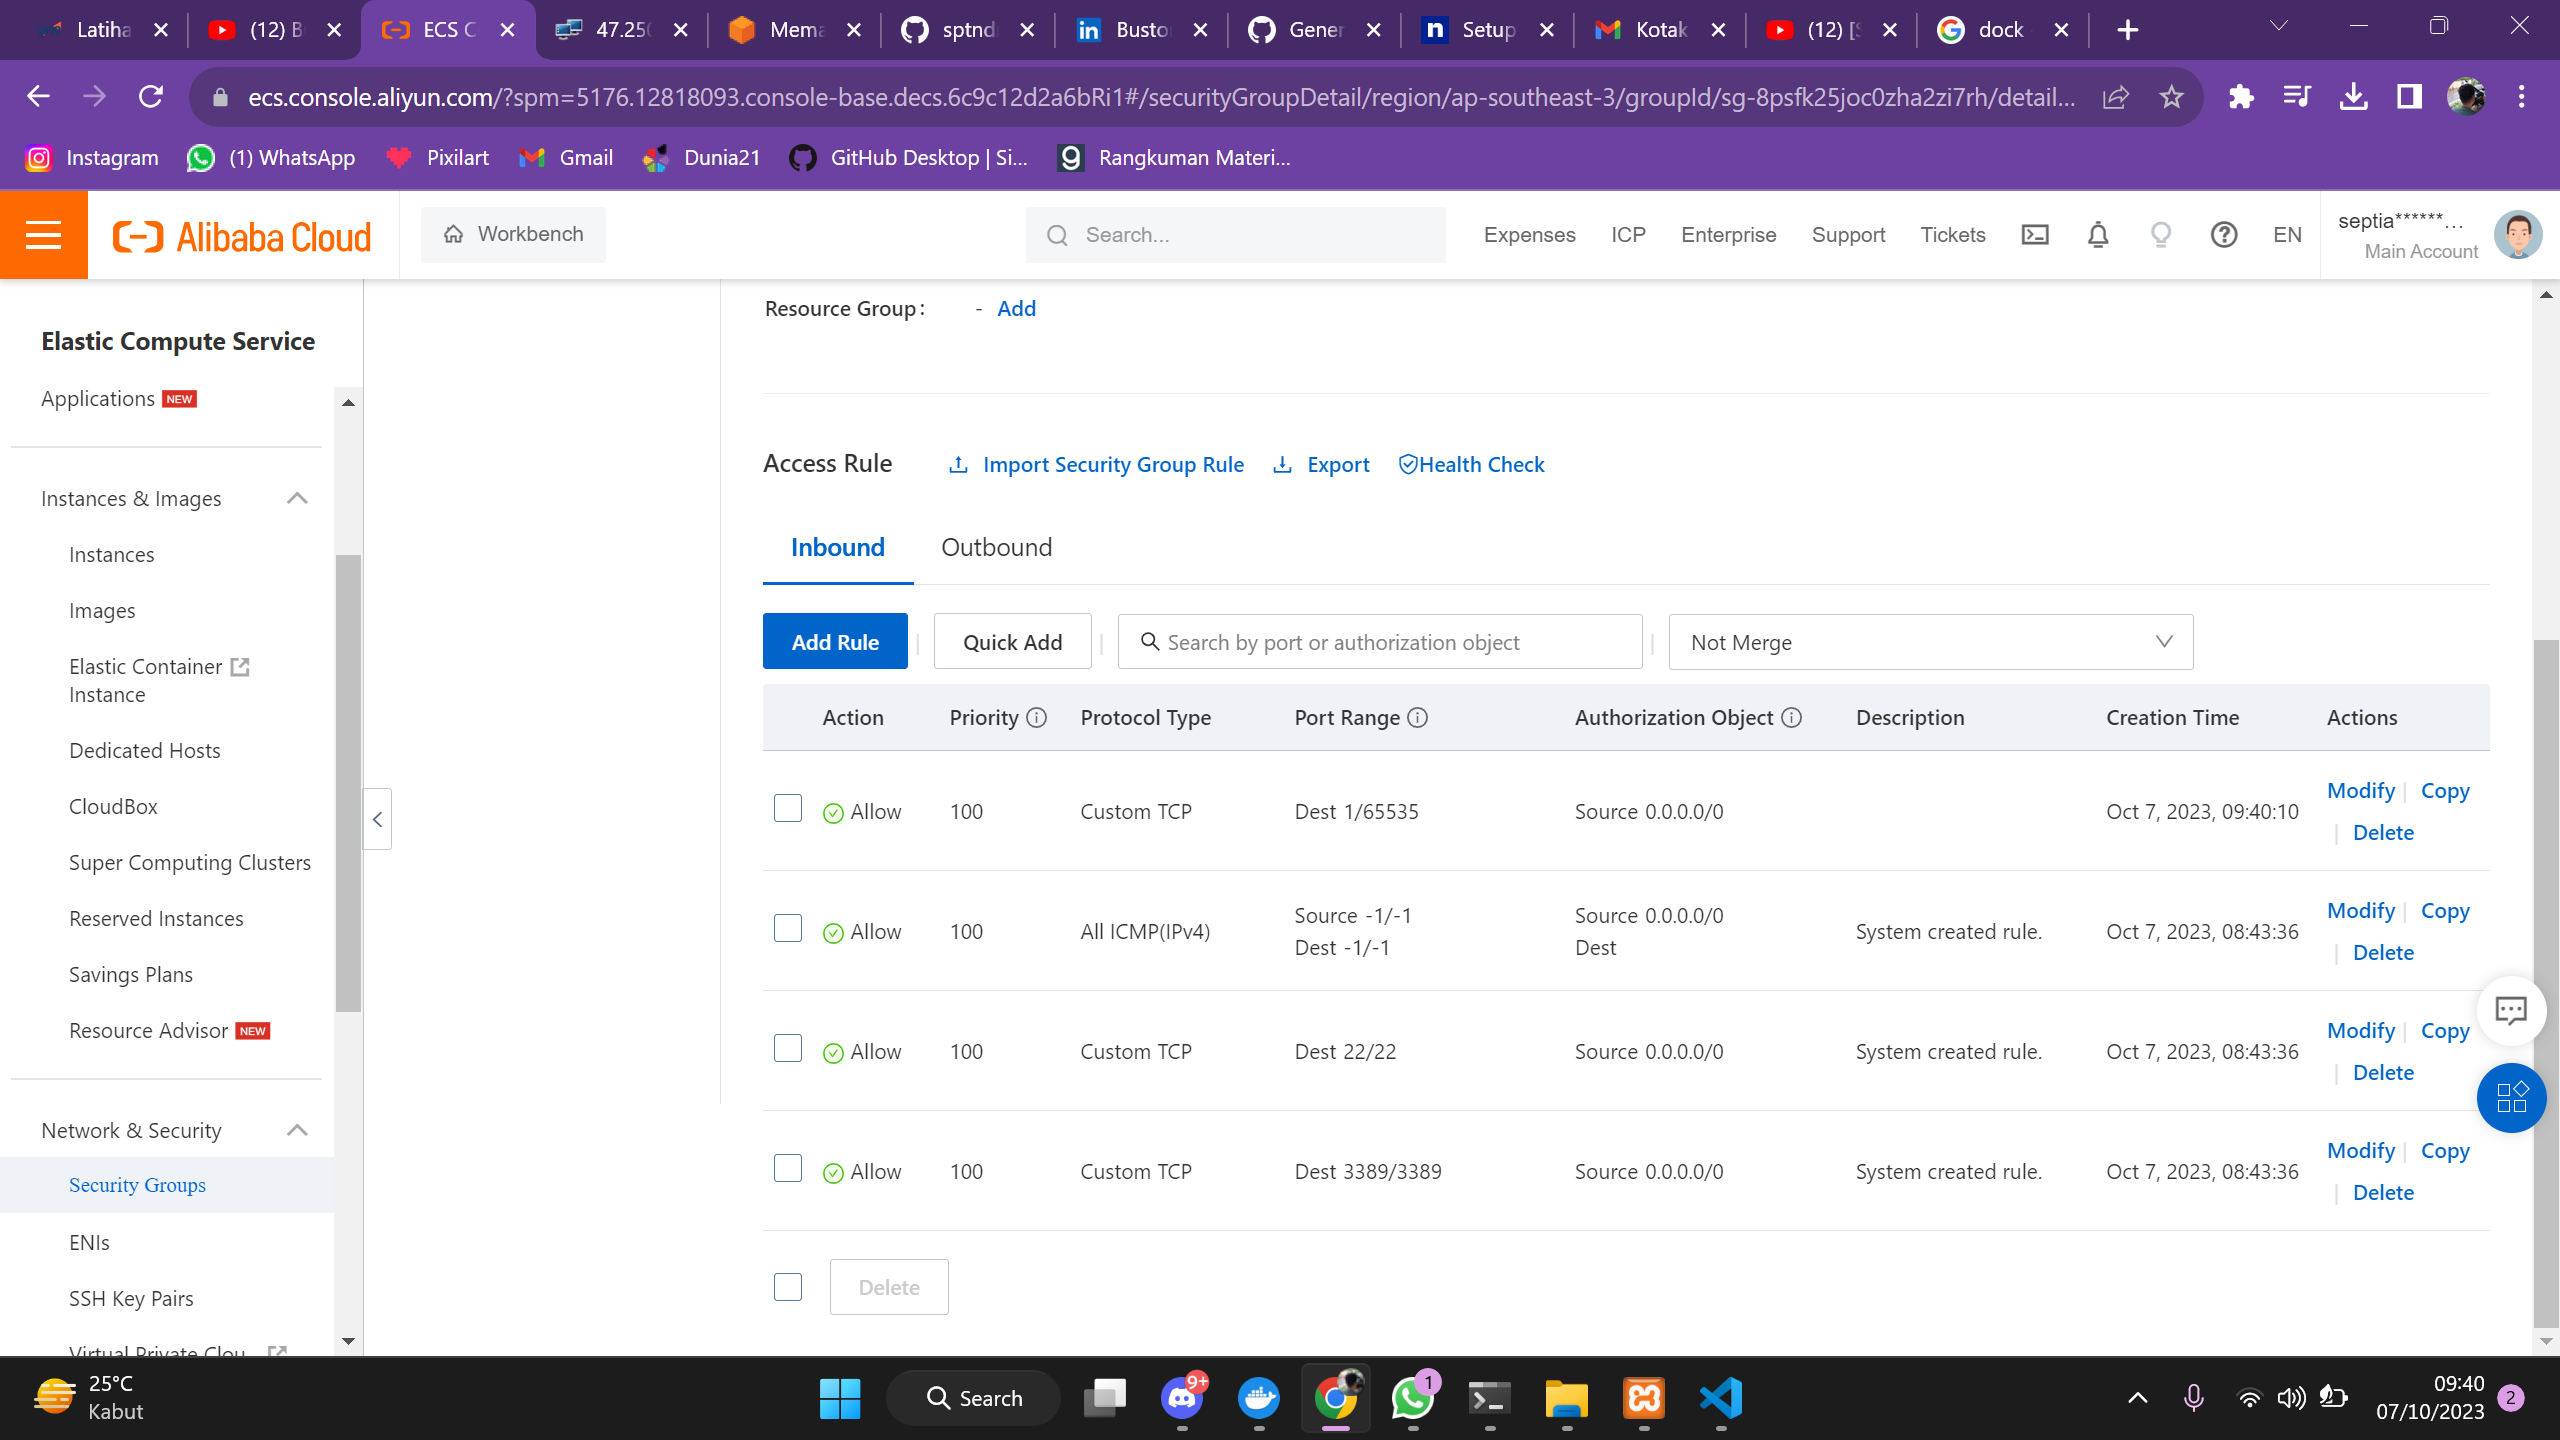 Latiha
(12) B
ECS C
47.250
Mema
sptnd
Busto
Gener
Setup
Kotak
(12) [S
dock
ecs.console.aliyun.com/?spm=5176.12818093.console-base.decs.6c9c12d2a6bRi1#/securityGroupDetail/region/ap-southeast-3/groupId/sg-8psfk25joc0zha2zi7rh/detail...
Instagram
(1) WhatsApp
Pixilart
Gmail
Dunia21
GitHub Desktop | Si...
Rangkuman Materi...
Alibaba Cloud
Workbench
Search...
Expenses
ICP
Enterprise
Support
Tickets
EN
septia******...
Main Account
Elastic Compute Service
Applications NEW
Instances & Images
Instances
Images
Elastic Container
Instance
Dedicated Hosts
CloudBox
Super Computing Clusters
Reserved Instances
Savings Plans
Resource Advisor NEW
Network & Security
Security Groups
ENIs
SSH Key Pairs
Virtual Private Clou...
Resource Group: - Add
Access Rule Import Security Group Rule Export Health Check
Inbound Outbound
Add Rule Quick Add Search by port or authorization object Not Merge
Action Priority Protocol Type Port Range Authorization Object Description Creation Time Actions
Allow 100 Custom TCP Dest 1/65535 Source 0.0.0.0/0 Oct 7, 2023, 09:40:10 Modify | Copy
| Delete
Allow 100 All ICMP(IPv4) Source -1/-1 Source 0.0.0.0/0 System created rule. Oct 7, 2023, 08:43:36 Modify | Copy
Dest -1/-1 Dest | Delete
Allow 100 Custom TCP Dest 22/22 Source 0.0.0.0/0 System created rule. Oct 7, 2023, 08:43:36 Modify | Copy
| Delete
Allow 100 Custom TCP Dest 3389/3389 Source 0.0.0.0/0 System created rule. Oct 7, 2023, 08:43:36 Modify | Copy
| Delete
Delete
25°C
Kabut
Search
9+
1
09:40
07/10/2023
2